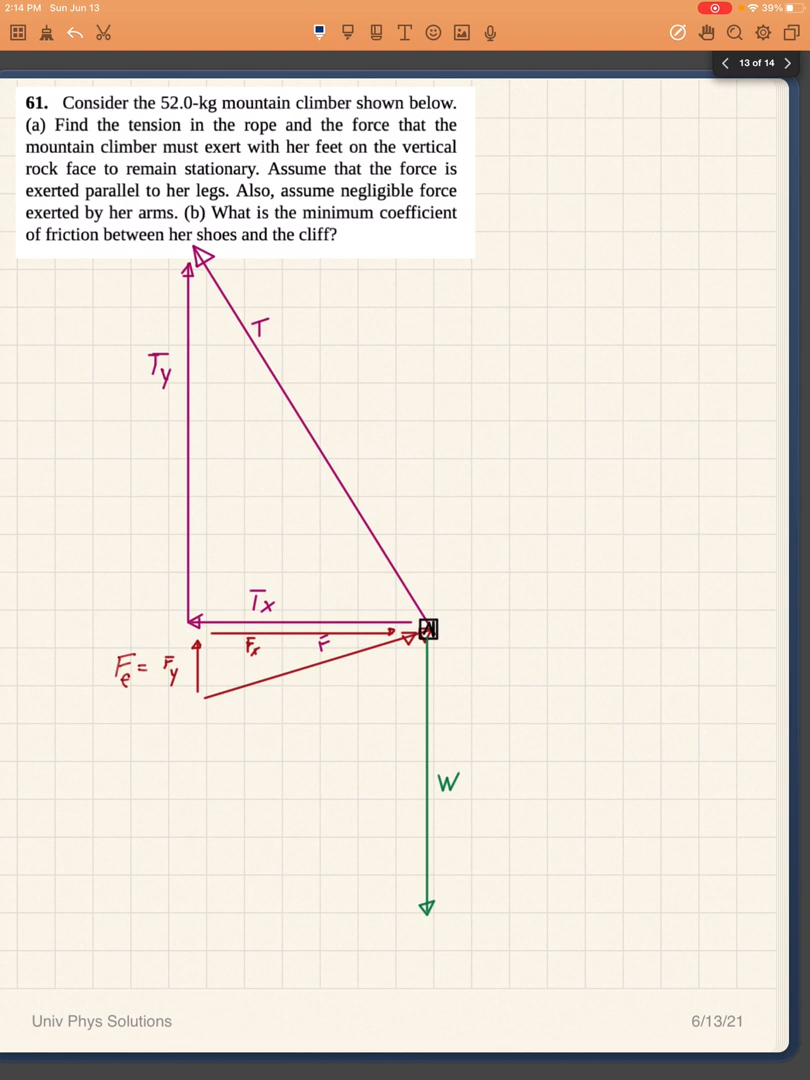 2:14 PM Sun Jun 13
39%
13 of 14
61. Consider the 52.0-kg mountain climber shown below.
(a) Find the tension in the rope and the force that the
mountain climber must exert with her feet on the vertical
rock face to remain stationary. Assume that the force is
exerted parallel to her legs. Also, assume negligible force
exerted by her arms. (b) What is the minimum coefficient
of friction between her shoes and the cliff?
T
Ty
Tx
Fx F
Fe = Fy
W
Univ Phys Solutions
6/13/21